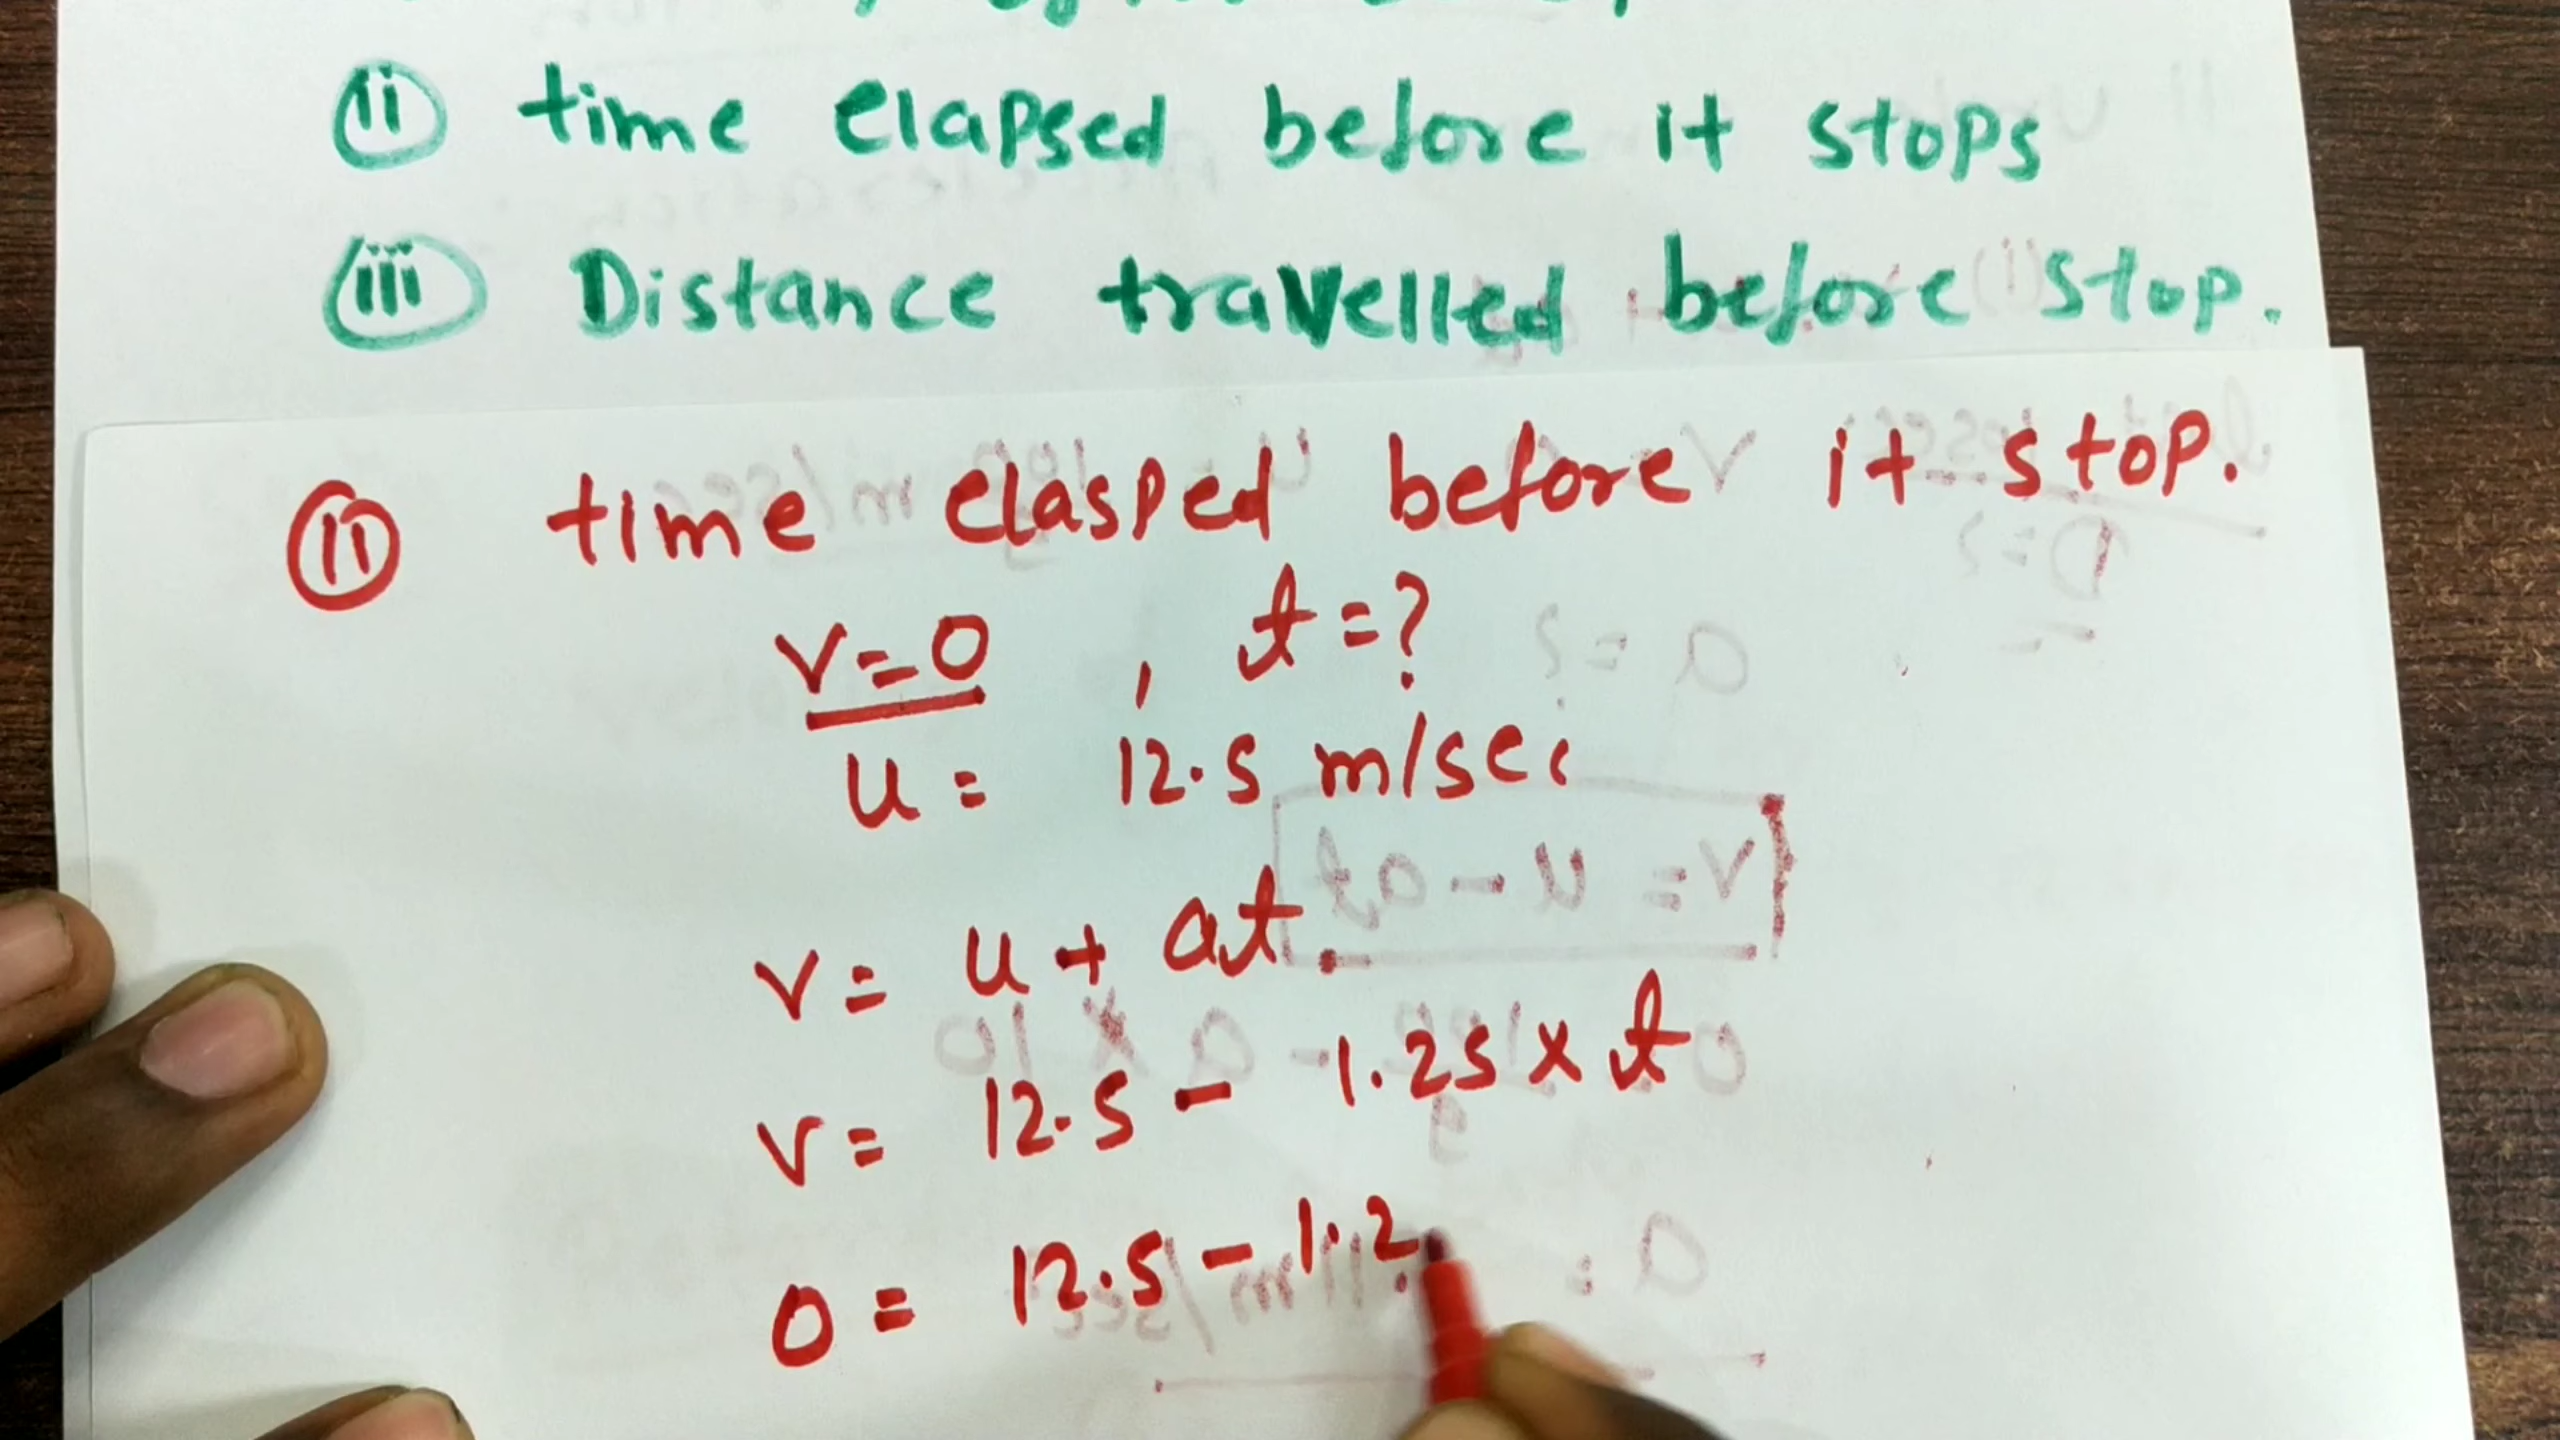 (ii) time elapsed before it stops
(iii) Distance travelled before stop.
(ii) time elasped before it stop.
v=0 , t=?
u = 12.5 m/sec
v= u + at.
v= 12.5 - 1.25 x t
0 = 12.5 - 1.2